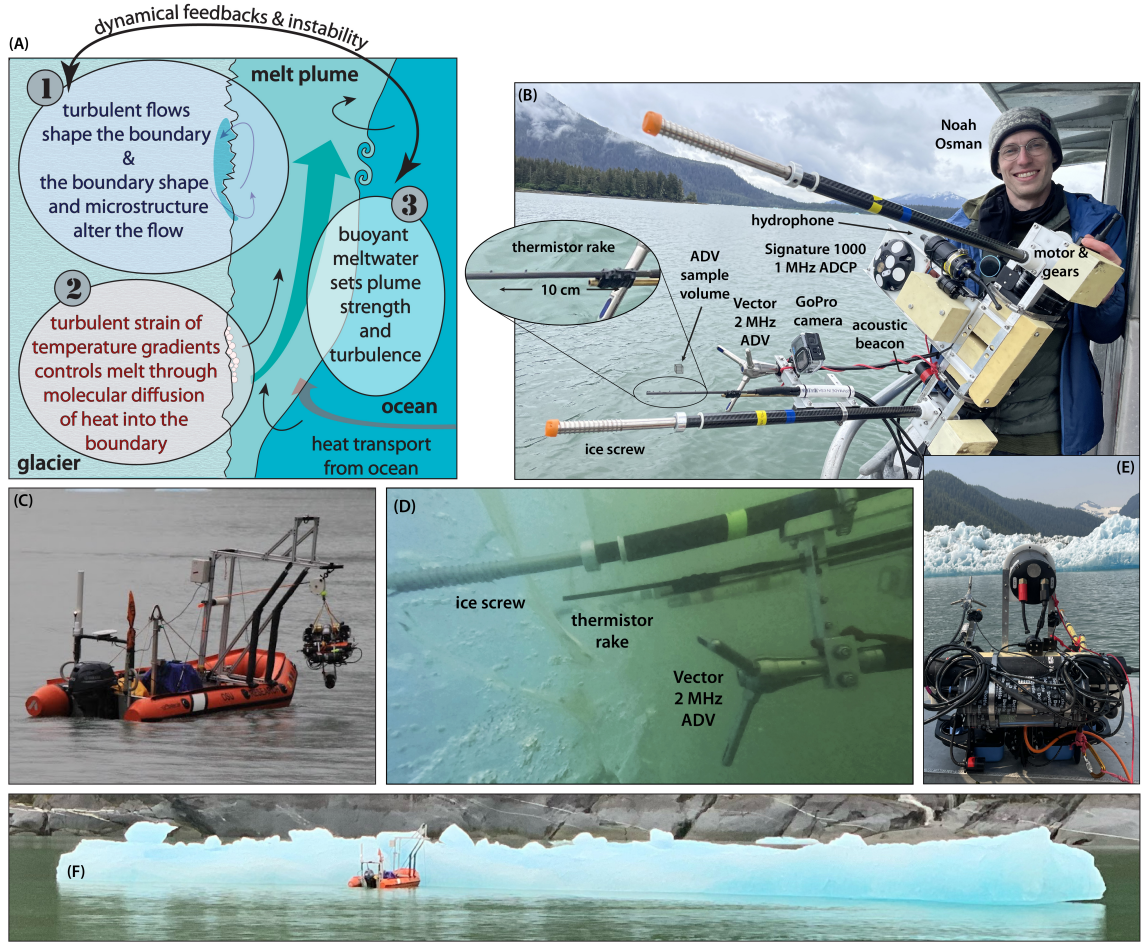 dynamical feedbacks & instability
(A)
melt plume
1
turbulent flows
shape the boundary
&
the boundary shape
and microstructure
alter the flow
2
turbulent strain of
temperature gradients
controls melt through
molecular diffusion
of heat into the
boundary
3
buoyant
meltwater
sets plume
strength
and
turbulence
ocean
heat transport
from ocean
glacier
(B)
Noah
Osman
hydrophone
Signature 1000
1 MHz ADCP
motor &
gears
thermistor rake
10 cm
ADV
sample
volume
Vector
2 MHz
ADV
GoPro
camera
acoustic
beacon
ice screw
(C)
(D)
ice screw
thermistor
rake
Vector
2 MHz
ADV
(E)
(F)